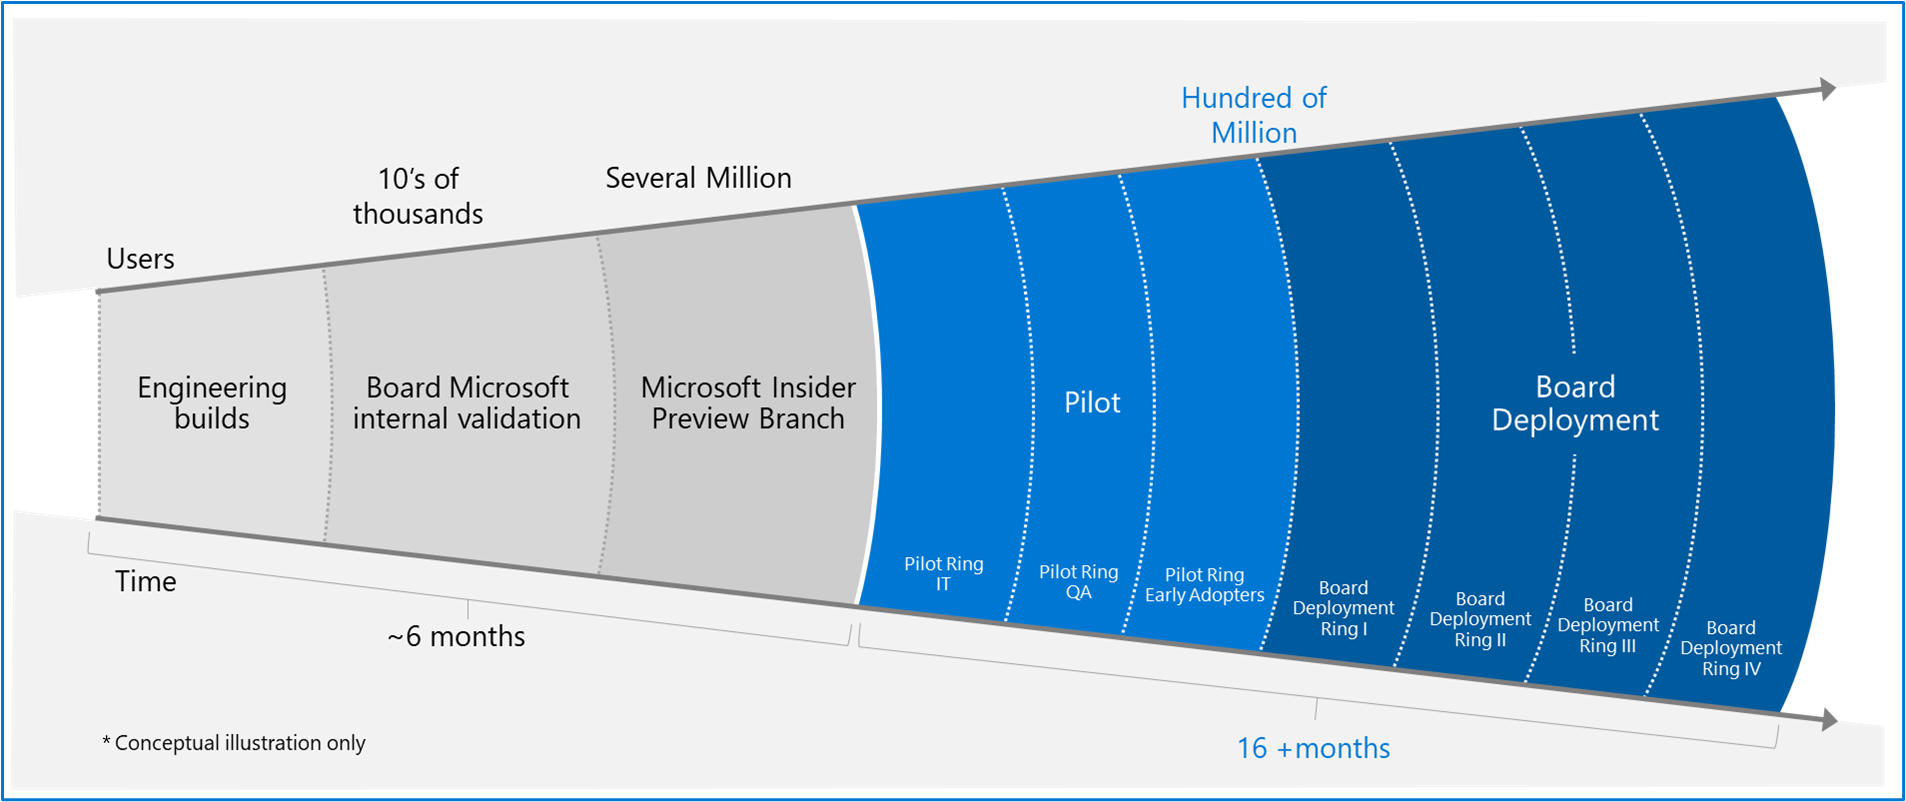 Hundred of
Million
10's of
thousands
Several Million
Users
Engineering
builds
Board Microsoft
internal validation
Microsoft Insider
Preview Branch
Pilot
Board
Deployment
Pilot Ring
IT
Pilot Ring
QA
Pilot Ring
Early Adopters
Board
Deployment
Ring I
Board
Deployment
Ring II
Board
Deployment
Ring III
Board
Deployment
Ring IV
Time
~6 months
16 +months
* Conceptual illustration only